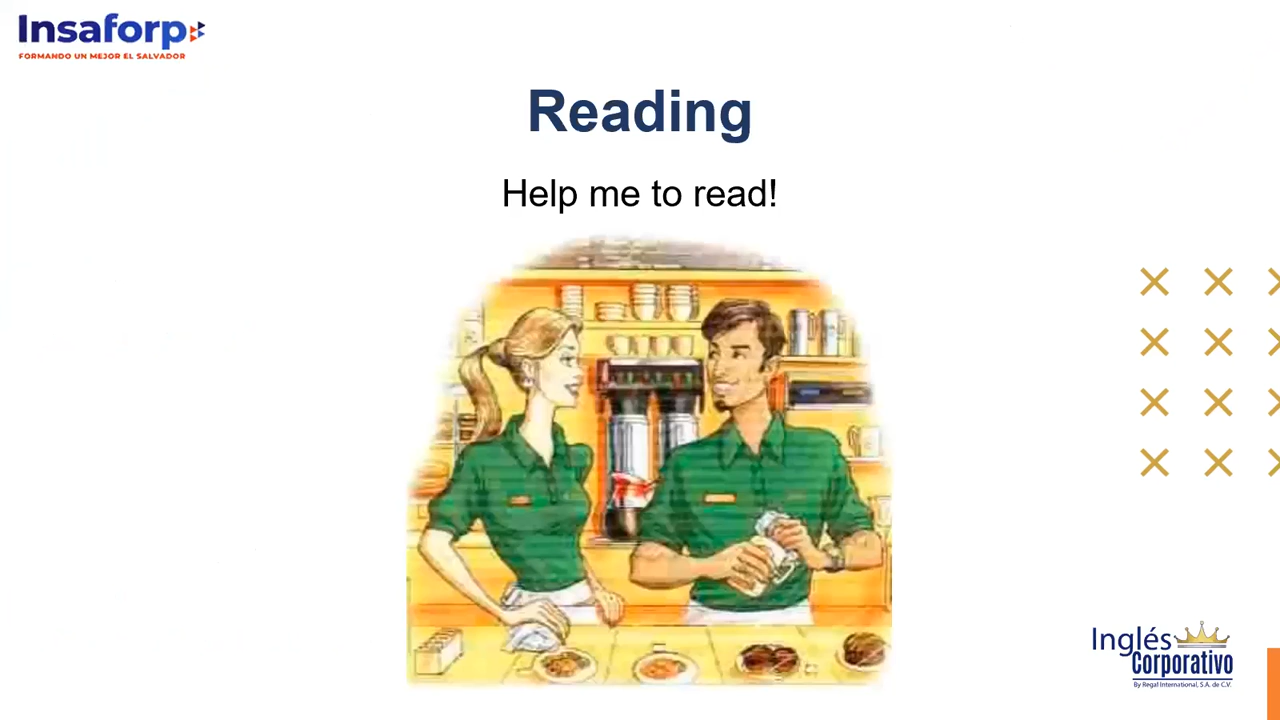 Insaforp
FORMANDO UN MEJOR EL SALVADOR
Reading
Help me to read!
Inglés
Corporativo
By Regal International, S.A. de C.V.